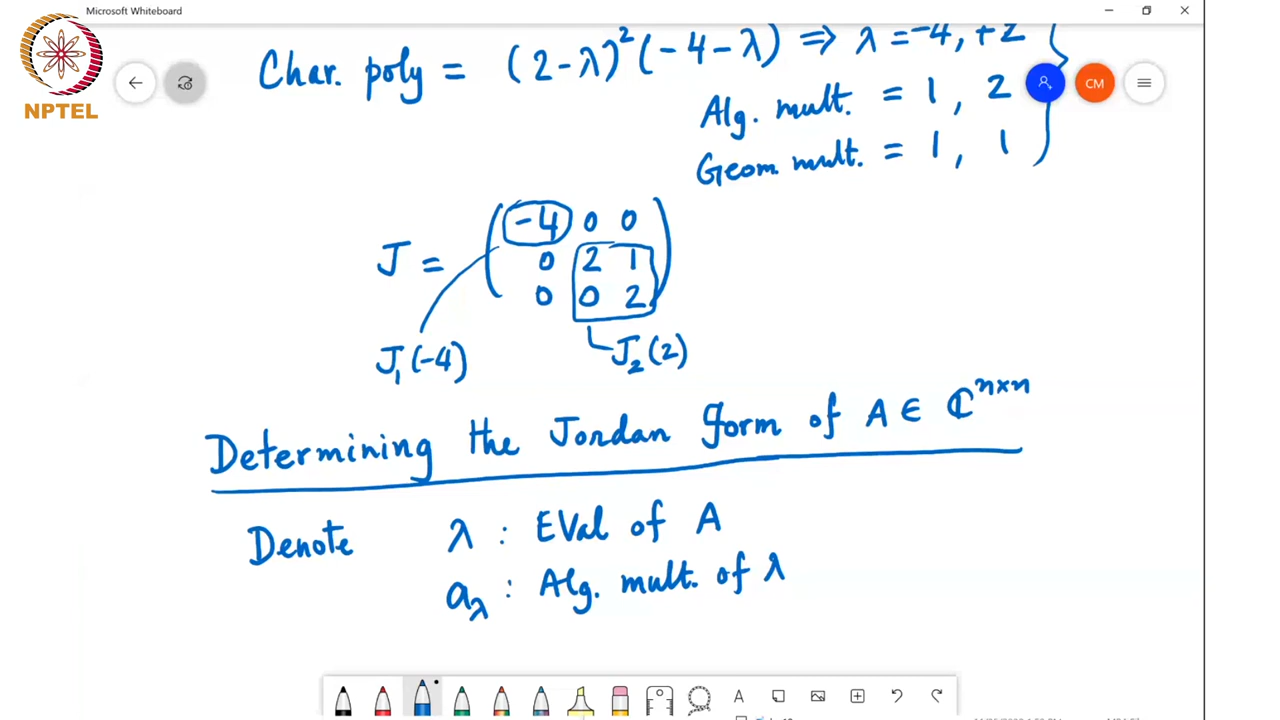 Microsoft Whiteboard
NPTEL
CM
Char. poly = (2-λ)²(-4-λ) ⇒ λ = -4, +2
Alg. mult. = 1, 2
Geom mult. = 1, 1
J = ( -4 0 0
0 2 1
0 0 2 )
J₁(-4)
J₂(2)
Determining the Jordan form of A ∈ ℂⁿˣⁿ
Denote λ : EVal of A
a_λ : Alg. mult. of λ
A